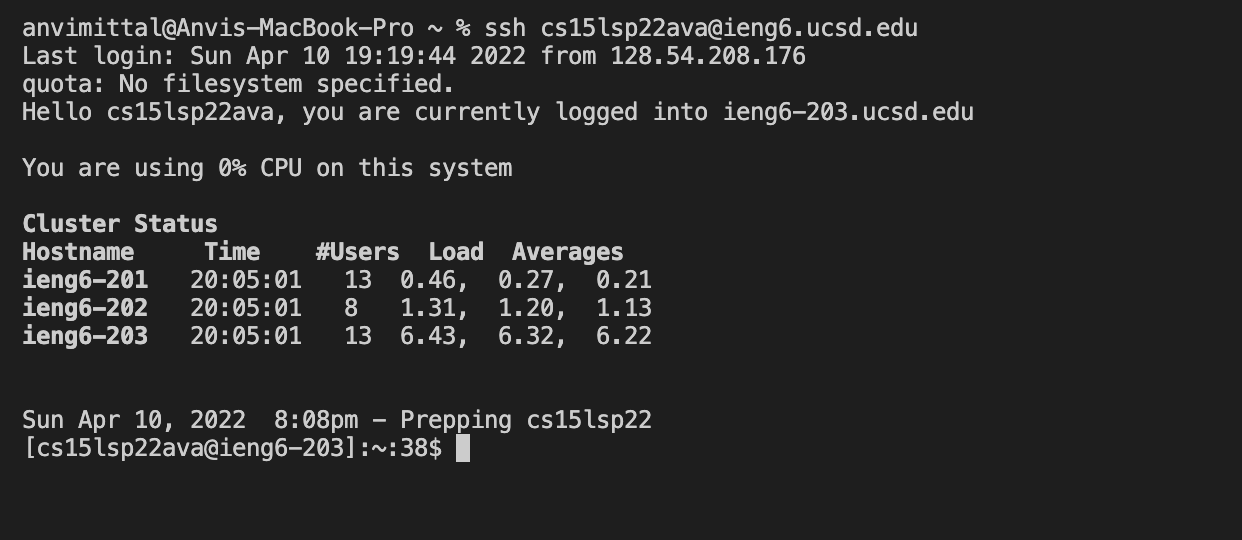 anvimittal@Anvis-MacBook-Pro ~ % ssh cs15lsp22ava@ieng6.ucsd.edu
Last login: Sun Apr 10 19:19:44 2022 from 128.54.208.176
quota: No filesystem specified.
Hello cs15lsp22ava, you are currently logged into ieng6-203.ucsd.edu
You are using 0% CPU on this system
Cluster Status
Hostname     Time    #Users  Load  Averages
ieng6-201   20:05:01   13  0.46,  0.27,  0.21
ieng6-202   20:05:01   8   1.31,  1.20,  1.13
ieng6-203   20:05:01   13  6.43,  6.32,  6.22
Sun Apr 10, 2022  8:08pm - Prepping cs15lsp22
[cs15lsp22ava@ieng6-203]:~:38$